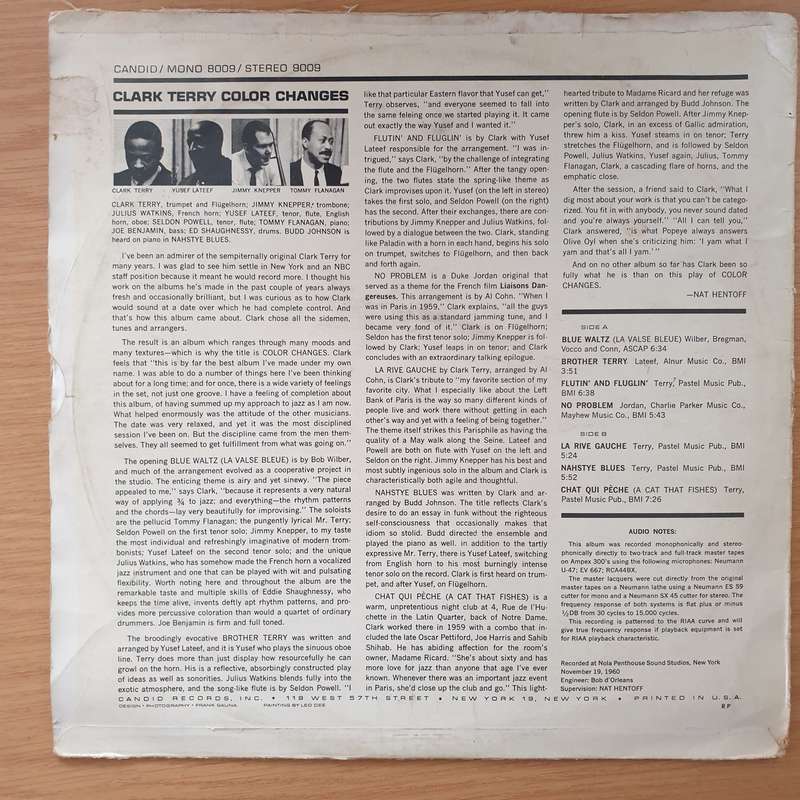 CANDID/ MONO 8009/ STEREO 9009
CLARK TERRY COLOR CHANGES
CLARK TERRY YUSEF LATEEF JIMMY KNEPPER TOMMY FLANAGAN
CLARK TERRY, trumpet and Flügelhorn; JIMMY KNEPPER, trombone;
JULIUS WATKINS, French horn; YUSEF LATEEF, tenor, flute, English
horn, oboe; SELDON POWELL, tenor, flute; TOMMY FLANAGAN, piano;
JOE BENJAMIN, bass; ED SHAUGHNESSY, drums. BUDD JOHNSON is
heard on piano in NAHSTYE BLUES.
I've been an admirer of the sempiternally original Clark Terry for
many years. I was glad to see him settle in New York and an NBC
staff position because it meant he would record more. I thought his
work on the albums he's made in the past couple of years always
fresh and occasionally brilliant, but I was curious as to how Clark
would sound at a date over which he had complete control. And
that's how this album came about. Clark chose all the sidemen,
tunes and arrangers.
The result is an album which ranges through many moods and
many textures—which is why the title is COLOR CHANGES. Clark
feels that "this is by far the best album I've made under my own
name. I was able to do a number of things here I've been thinking
about for a long time; and for once, there is a wide variety of feelings
in the set, not just one groove. I have a feeling of completion about
this album, of having summed up my approach to jazz as I am now.
What helped enormously was the attitude of the other musicians.
The date was very relaxed, and yet it was the most disciplined
session I've been on. But the discipline came from the men them-
selves. They all seemed to get fulfillment from what was going on."
The opening BLUE WALTZ (LA VALSE BLEUE) is by Bob Wilber,
and much of the arrangement evolved as a cooperative project in
the studio. The enticing theme is airy and yet sinewy. "The piece
appealed to me," says Clark, "because it represents a very natural
way of applying ¾ to jazz; and everything—the rhythm patterns
and the chords—lay very beautifully for improvising." The soloists
are the pellucid Tommy Flanagan; the pungently lyrical Mr. Terry;
Seldon Powell on the first tenor solo; Jimmy Knepper, to my taste
the most individual and refreshingly imaginative of modern trom-
bonists; Yusef Lateef on the second tenor solo; and the unique
Julius Watkins, who has somehow made the French horn a vocalized
jazz instrument and one that can be played with wit and pulsating
flexibility. Worth noting here and throughout the album are the
remarkable taste and multiple skills of Eddie Shaughnessy, who
keeps the time alive, invents deftly apt rhythm patterns, and pro-
vides more percussive coloration than would a quartet of ordinary
drummers. Joe Benjamin is firm and full toned.
The broodingly evocative BROTHER TERRY was written and
arranged by Yusef Lateef, and it is Yusef who plays the sinuous oboe
line. Terry does more than just display how resourcefully he can
growl on the horn. His is a reflective, absorbingly constructed play
of ideas as well as sonorities. Julius Watkins blends fully into the
exotic atmosphere, and the song-like flute is by Seldon Powell. "I
like that particular Eastern flavor that Yusef can get,"
Terry observes, "and everyone seemed to fall into
the same feleing once we started playing it. It came
out exactly the way Yusef and I wanted it."
FLUTIN' AND FLUGLIN' is by Clark with Yusef
Lateef responsible for the arrangement. "I was in-
trigued," says Clark, "by the challenge of integrating
the flute and the Flügelhorn." After the tangy open-
ing, the two flutes state the spring-like theme as
Clark improvises upon it. Yusef (on the left in stereo)
takes the first solo, and Seldon Powell (on the right)
has the second. After their exchanges, there are con-
tributions by Jimmy Knepper and Julius Watkins, fol-
lowed by a dialogue between the two. Clark, standing
like Paladin with a horn in each hand, begins his solo
on trumpet, switches to Flügelhorn, and then back
and forth again.
NO PROBLEM is a Duke Jordan original that
served as a theme for the French film Liaisons Dan-
gereuses. This arrangement is by Al Cohn. "When I
was in Paris in 1959," Clark explains, "all the guys
were using this as a standard jamming tune, and I
became very fond of it." Clark is on Flügelhorn;
Seldon has the first tenor solo; Jimmy Knepper is fol-
lowed by Clark; Yusef leaps in on tenor; and Clark
concludes with an extraordinary talking epilogue.
LA RIVE GAUCHE by Clark Terry, arranged by Al
Cohn, is Clark's tribute to "my favorite section of my
favorite city. What I especially like about the Left
Bank of Paris is the way so many different kinds of
people live and work there without getting in each
other's way and yet with a feeling of being together."
The theme itself strikes this Parisphile as having the
quality of a May walk along the Seine. Lateef and
Powell are both on flute with Yusef on the left and
Seldon on the right. Jimmy Knepper has his best and
most subtly ingenious solo in the album and Clark is
characteristically both agile and thoughtful.
NAHSTYE BLUES was written by Clark and ar-
ranged by Budd Johnson. The title reflects Clark's
desire to do an essay in funk without the righteous
self-consciousness that occasionally makes that
idiom so stolid. Budd directed the ensemble and
played the piano as well. in addition to the tartly
expressive Mr. Terry, there is Yusef Lateef, switching
from English horn to his most burningly intense
tenor solo on the record. Clark is first heard on trum-
pet, and after Yusef, on Flügelhorn.
CHAT QUI PÊCHE (A CAT THAT FISHES) is a
warm, unpretentious night club at 4, Rue de l'Hu-
chette in the Latin Quarter, back of Notre Dame.
Clark worked there in 1959 with a combo that in-
cluded the late Oscar Pettiford, Joe Harris and Sahib
Shihab. He has abiding affection for the room's
owner, Madame Ricard. "She's about sixty and has
more love for jazz than anyone that age I've ever
known. Whenever there was an important jazz event
in Paris, she'd close up the club and go." This light-
hearted tribute to Madame Ricard and her refuge was
written by Clark and arranged by Budd Johnson. The
opening flute is by Seldon Powell. After Jimmy Knep-
per's solo, Clark, in an excess of Gallic admiration,
threw him a kiss. Yusef steams in on tenor; Terry
stretches the Flügelhorn, and is followed by Seldon
Powell, Julius Watkins, Yusef again, Julius, Tommy
Flanagan, Clark, a cascading flare of horns, and the
emphatic close.
After the session, a friend said to Clark, "What I
dig most about your work is that you can't be catego-
rized. You fit in with anybody, you never sound dated
and you're always yourself." "All I can tell you,"
Clark answered, "is what Popeye always answers
Olive Oyl when she's criticizing him: 'I yam what I
yam and that's all I yam.'"
And on no other album so far has Clark been so
fully what he is than on this play of COLOR
CHANGES.
—NAT HENTOFF
SIDE A
BLUE WALTZ (LA VALSE BLEUE) Wilber, Bregman,
Vocco and Conn, ASCAP 6:34
BROTHER TERRY Lateef, Alnur Music Co., BMI
3:51
FLUTIN' AND FLUGLIN' Terry, Pastel Music Pub.,
BMI 6:38
NO PROBLEM Jordan, Charlie Parker Music Co.,
Mayhew Music Co., BMI 5:43
SIDE B
LA RIVE GAUCHE Terry, Pastel Music Pub., BMI
5:24
NAHSTYE BLUES Terry, Pastel Music Pub., BMI
5:52
CHAT QUI PÊCHE (A CAT THAT FISHES) Terry,
Pastel Music Pub., BMI 7:26
AUDIO NOTES:
This album was recorded monophonically and stereo-
phonically directly to two-track and full-track master tapes
on Ampex 300's using the following microphones: Neumann
U-47; EV 667; RCA44BX.
The master lacquers were cut directly from the original
master tapes on a Neumann lathe using a Neumann ES 59
cutter for mono and a Neumann SX 45 cutter for stereo. The
frequency response of both systems is flat plus or minus
½DB from 30 cycles to 15,000 cycles.
This recording is patterned to the RIAA curve and will
give true frequency response if playback equipment is set
for RIAA playback characteristic.
Recorded at Nola Penthouse Sound Studios, New York
November 19, 1960
Engineer: Bob d'Orleans
Supervision: NAT HENTOFF
CANDID RECORDS, INC. • 119 WEST 57TH STREET • NEW YORK 19, NEW YORK • PRINTED IN U.S.A.
DESIGN • PHOTOGRAPHY • FRANK GAUNA PAINTING BY LEO DEE RP